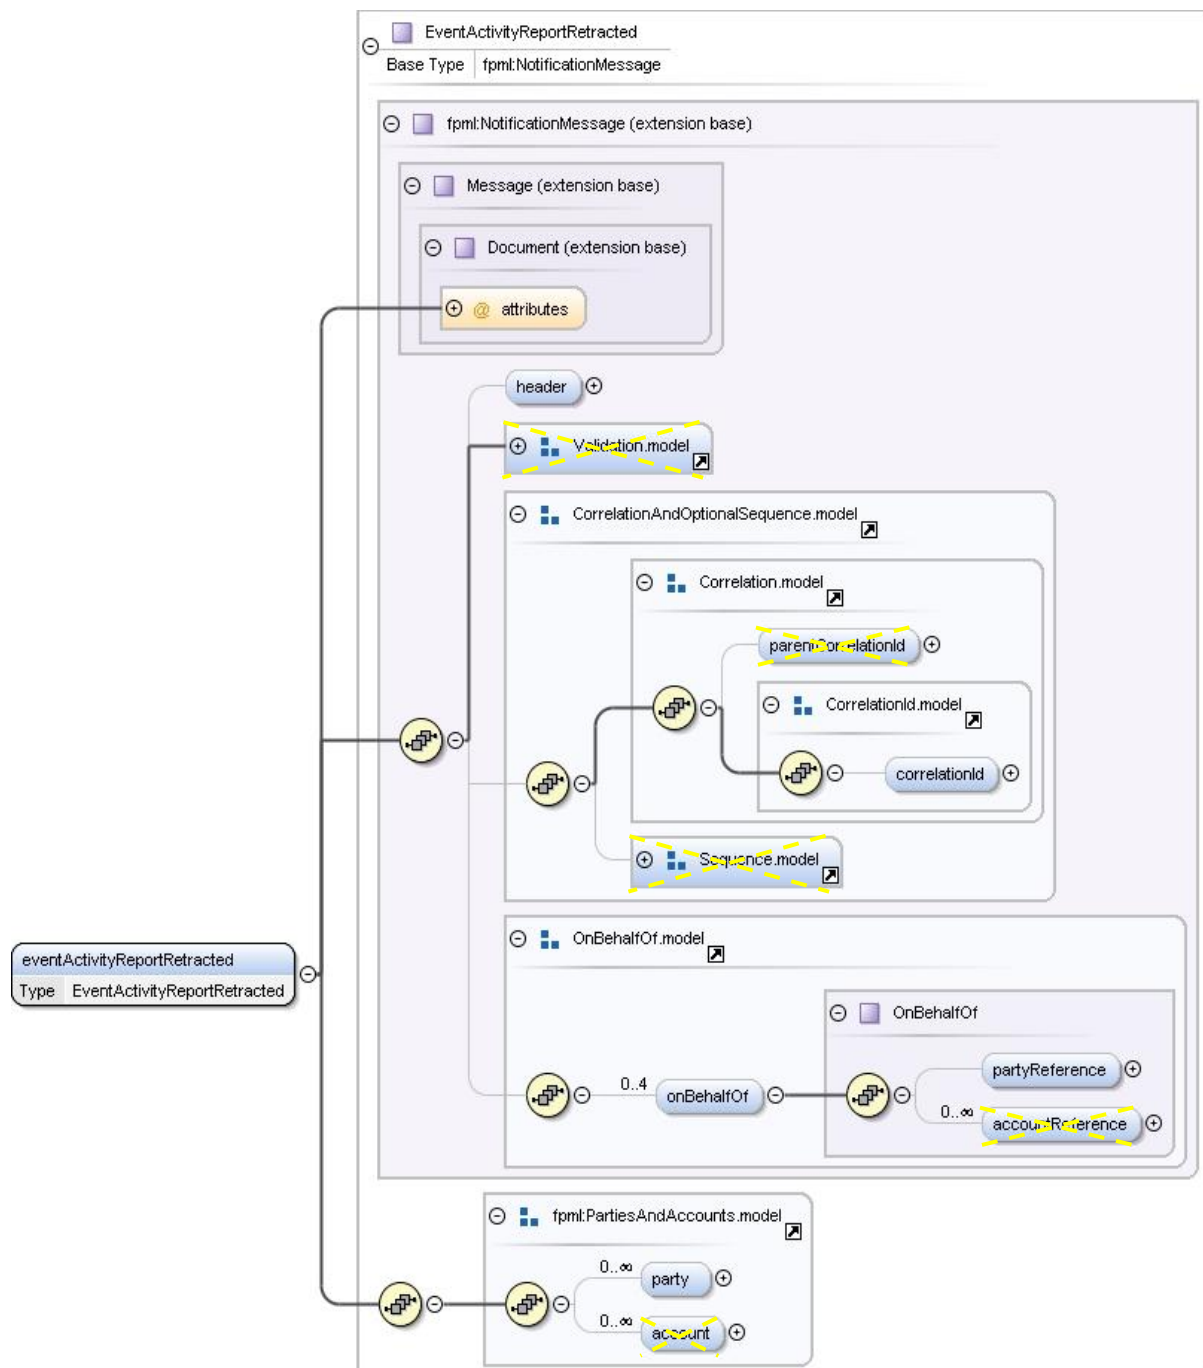 EventActivityReportRetracted
Base Type fpml:NotificationMessage
fpml:NotificationMessage (extension base)
Message (extension base)
Document (extension base)
@ attributes
header
Validation.model
CorrelationAndOptionalSequence.model
Correlation.model
parentCorrelationId
CorrelationId.model
correlationId
Sequence.model
eventActivityReportRetracted
Type EventActivityReportRetracted
OnBehalfOf.model
OnBehalfOf
partyReference
0..4 onBehalfOf
0..∞ accountReference
fpml:PartiesAndAccounts.model
0..∞ party
0..∞ account